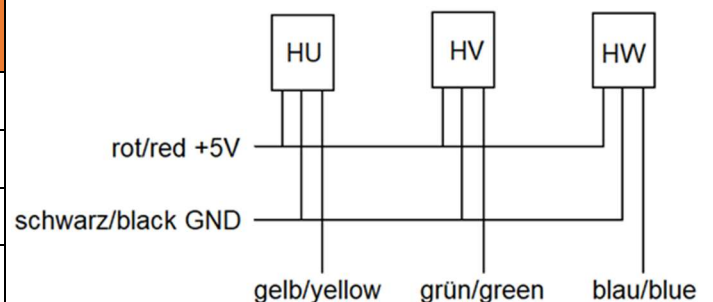 HU HV HW
rot/red +5V
schwarz/black GND
gelb/yellow grün/green blau/blue